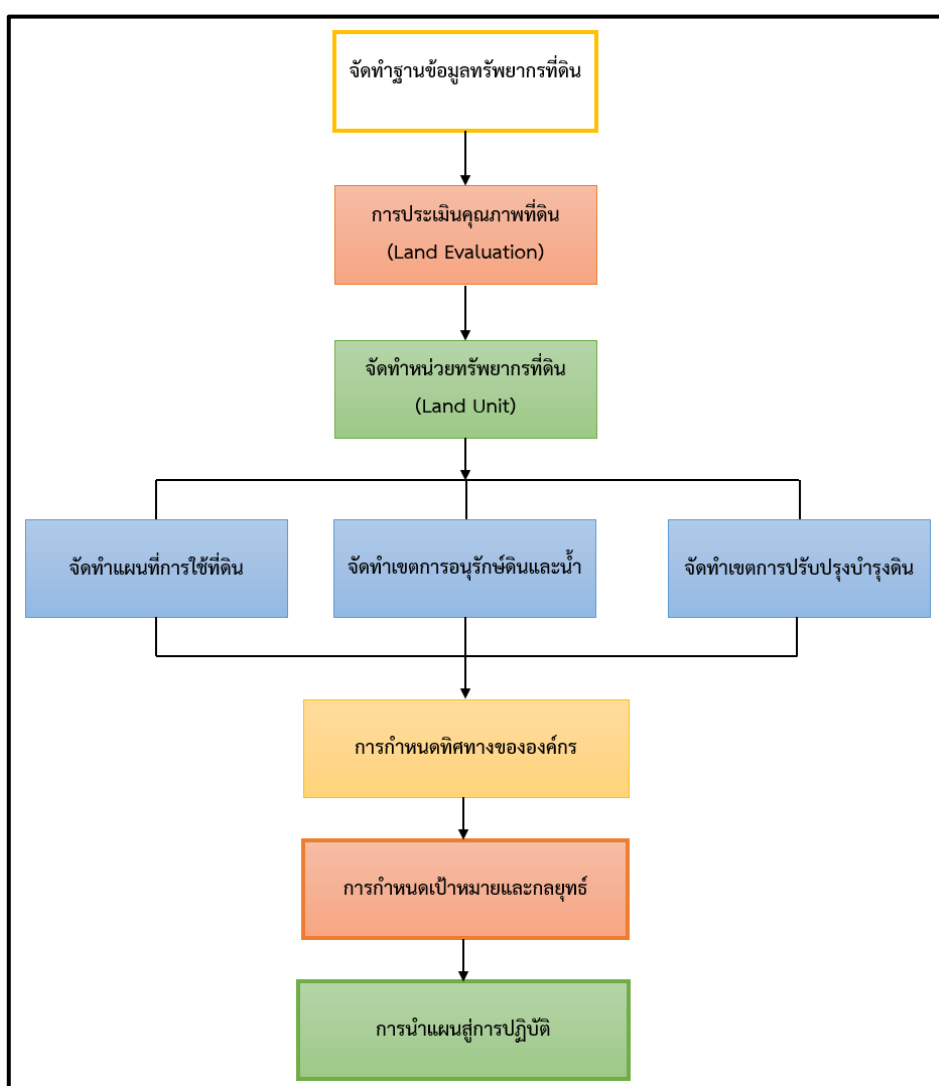 จัดทำฐานข้อมูลทรัพยากรที่ดิน
การประเมินคุณภาพที่ดิน
(Land Evaluation)
จัดทำหน่วยทรัพยากรที่ดิน
(Land Unit)
จัดทำแผนที่การใช้ที่ดิน
จัดทำเขตการอนุรักษ์ดินและน้ำ
จัดทำเขตการปรับปรุงบำรุงดิน
การกำหนดทิศทางขององค์กร
การกำหนดเป้าหมายและกลยุทธ์
การนำแผนสู่การปฏิบัติ